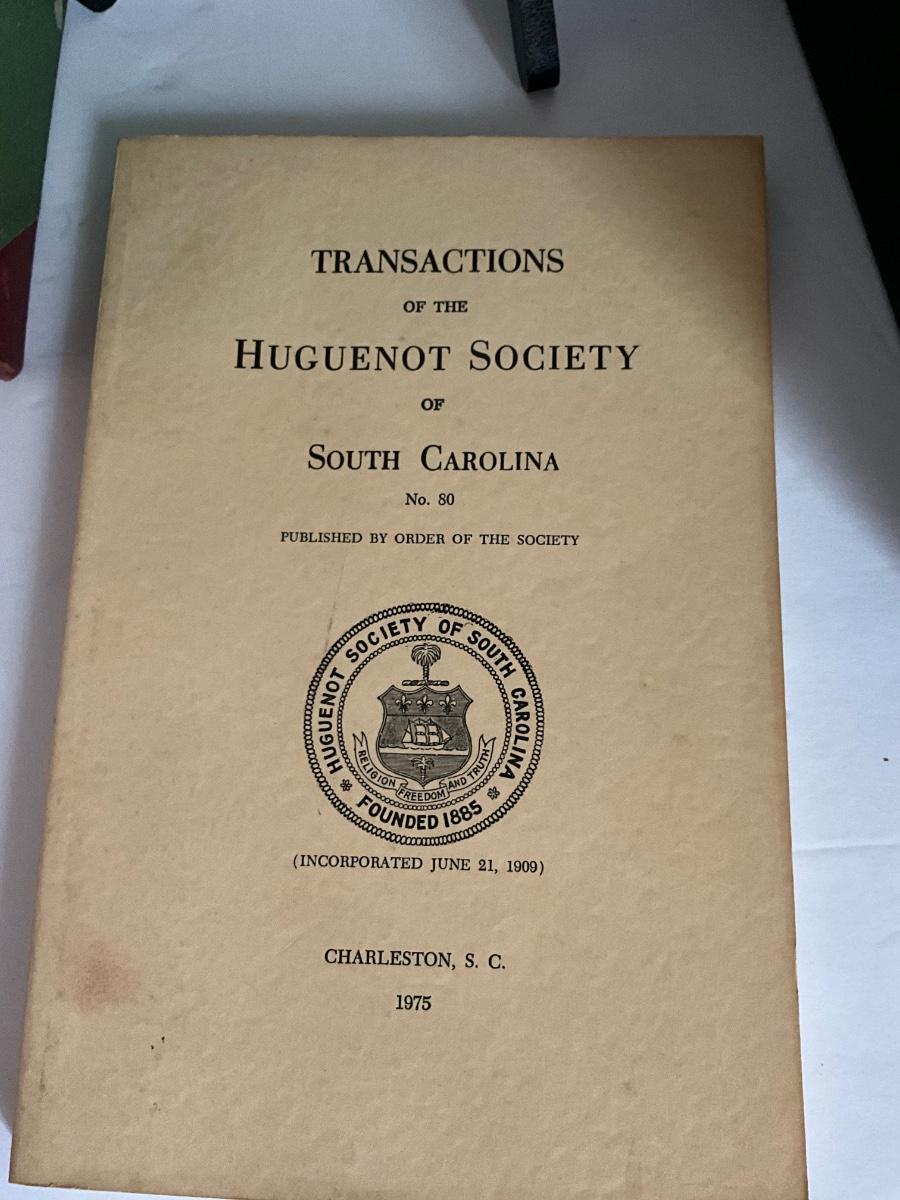 TRANSACTIONS
OF THE
HUGUENOT SOCIETY
OF
SOUTH CAROLINA
No. 80
PUBLISHED BY ORDER OF THE SOCIETY
HUGUENOT SOCIETY OF SOUTH CAROLINA
RELIGION FREEDOM AND TRUTH
FOUNDED 1885
(INCORPORATED JUNE 21, 1909)
CHARLESTON, S. C.
1975